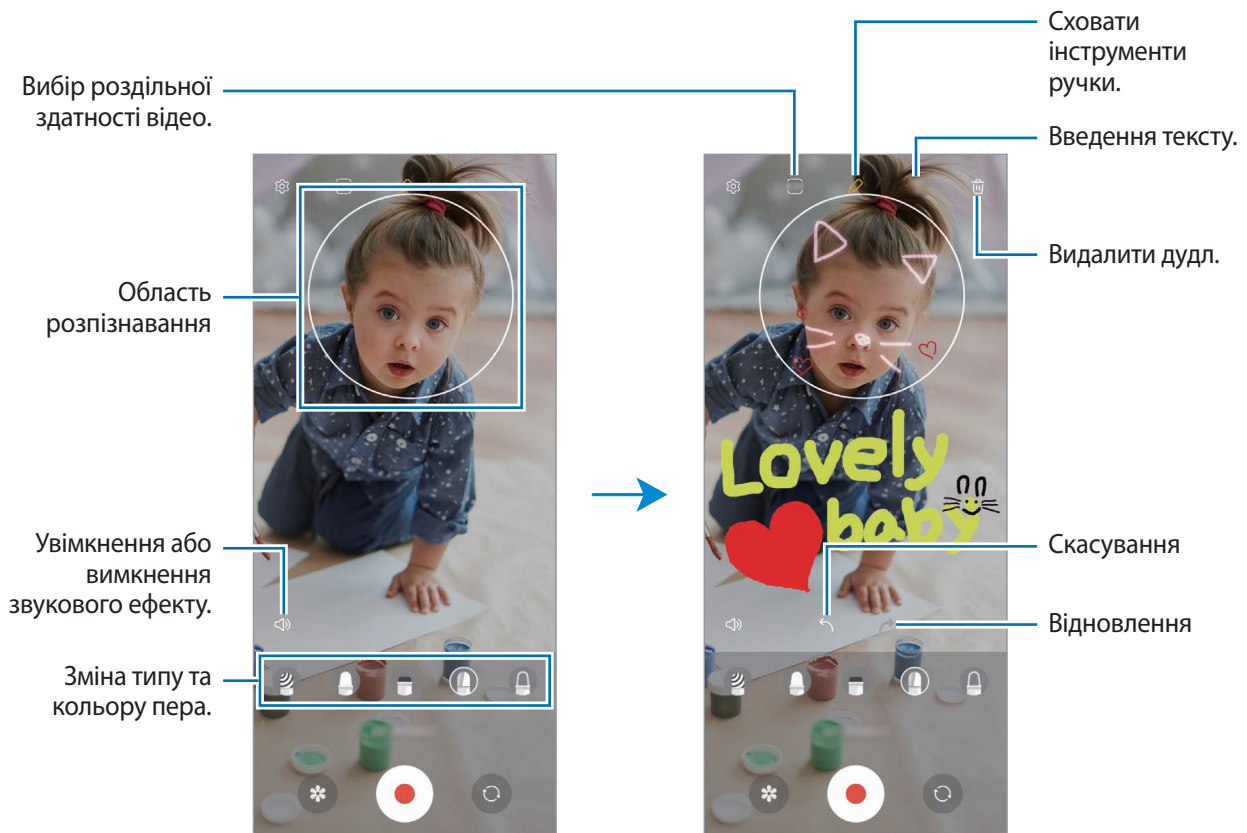 Сховати
інструменти
ручки.
Вибір роздільної
здатності відео.
Введення тексту.
Видалити дудл.
Область
розпізнавання
Lovely
baby
Увімкнення або
вимкнення
звукового ефекту.
Скасування
Відновлення
Зміна типу та
кольору пера.